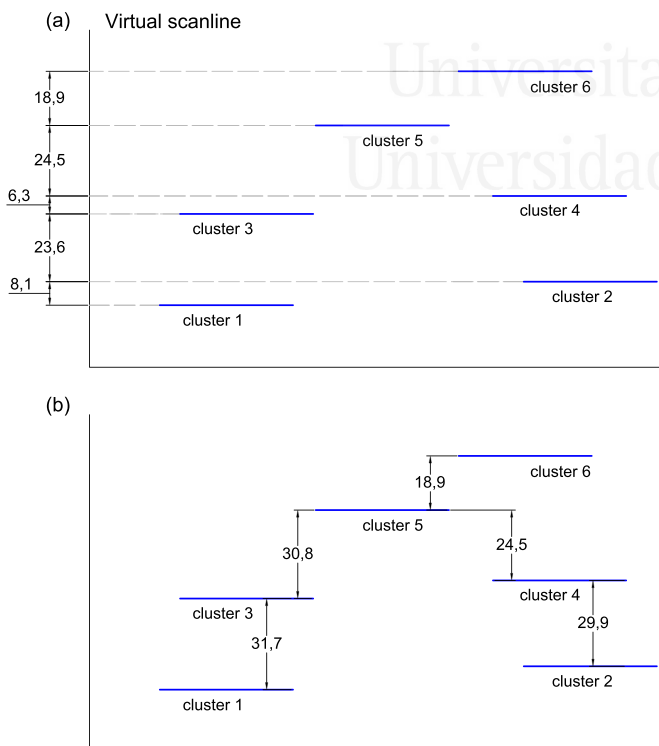 (a) Virtual scanline
Universita
cluster 6
18,9
cluster 5
Universidad
24,5
6,3
cluster 4
cluster 3
23,6
8,1
cluster 2
cluster 1
(b)
cluster 6
18,9
cluster 5
30,8
24,5
cluster 4
cluster 3
29,9
31,7
cluster 2
cluster 1